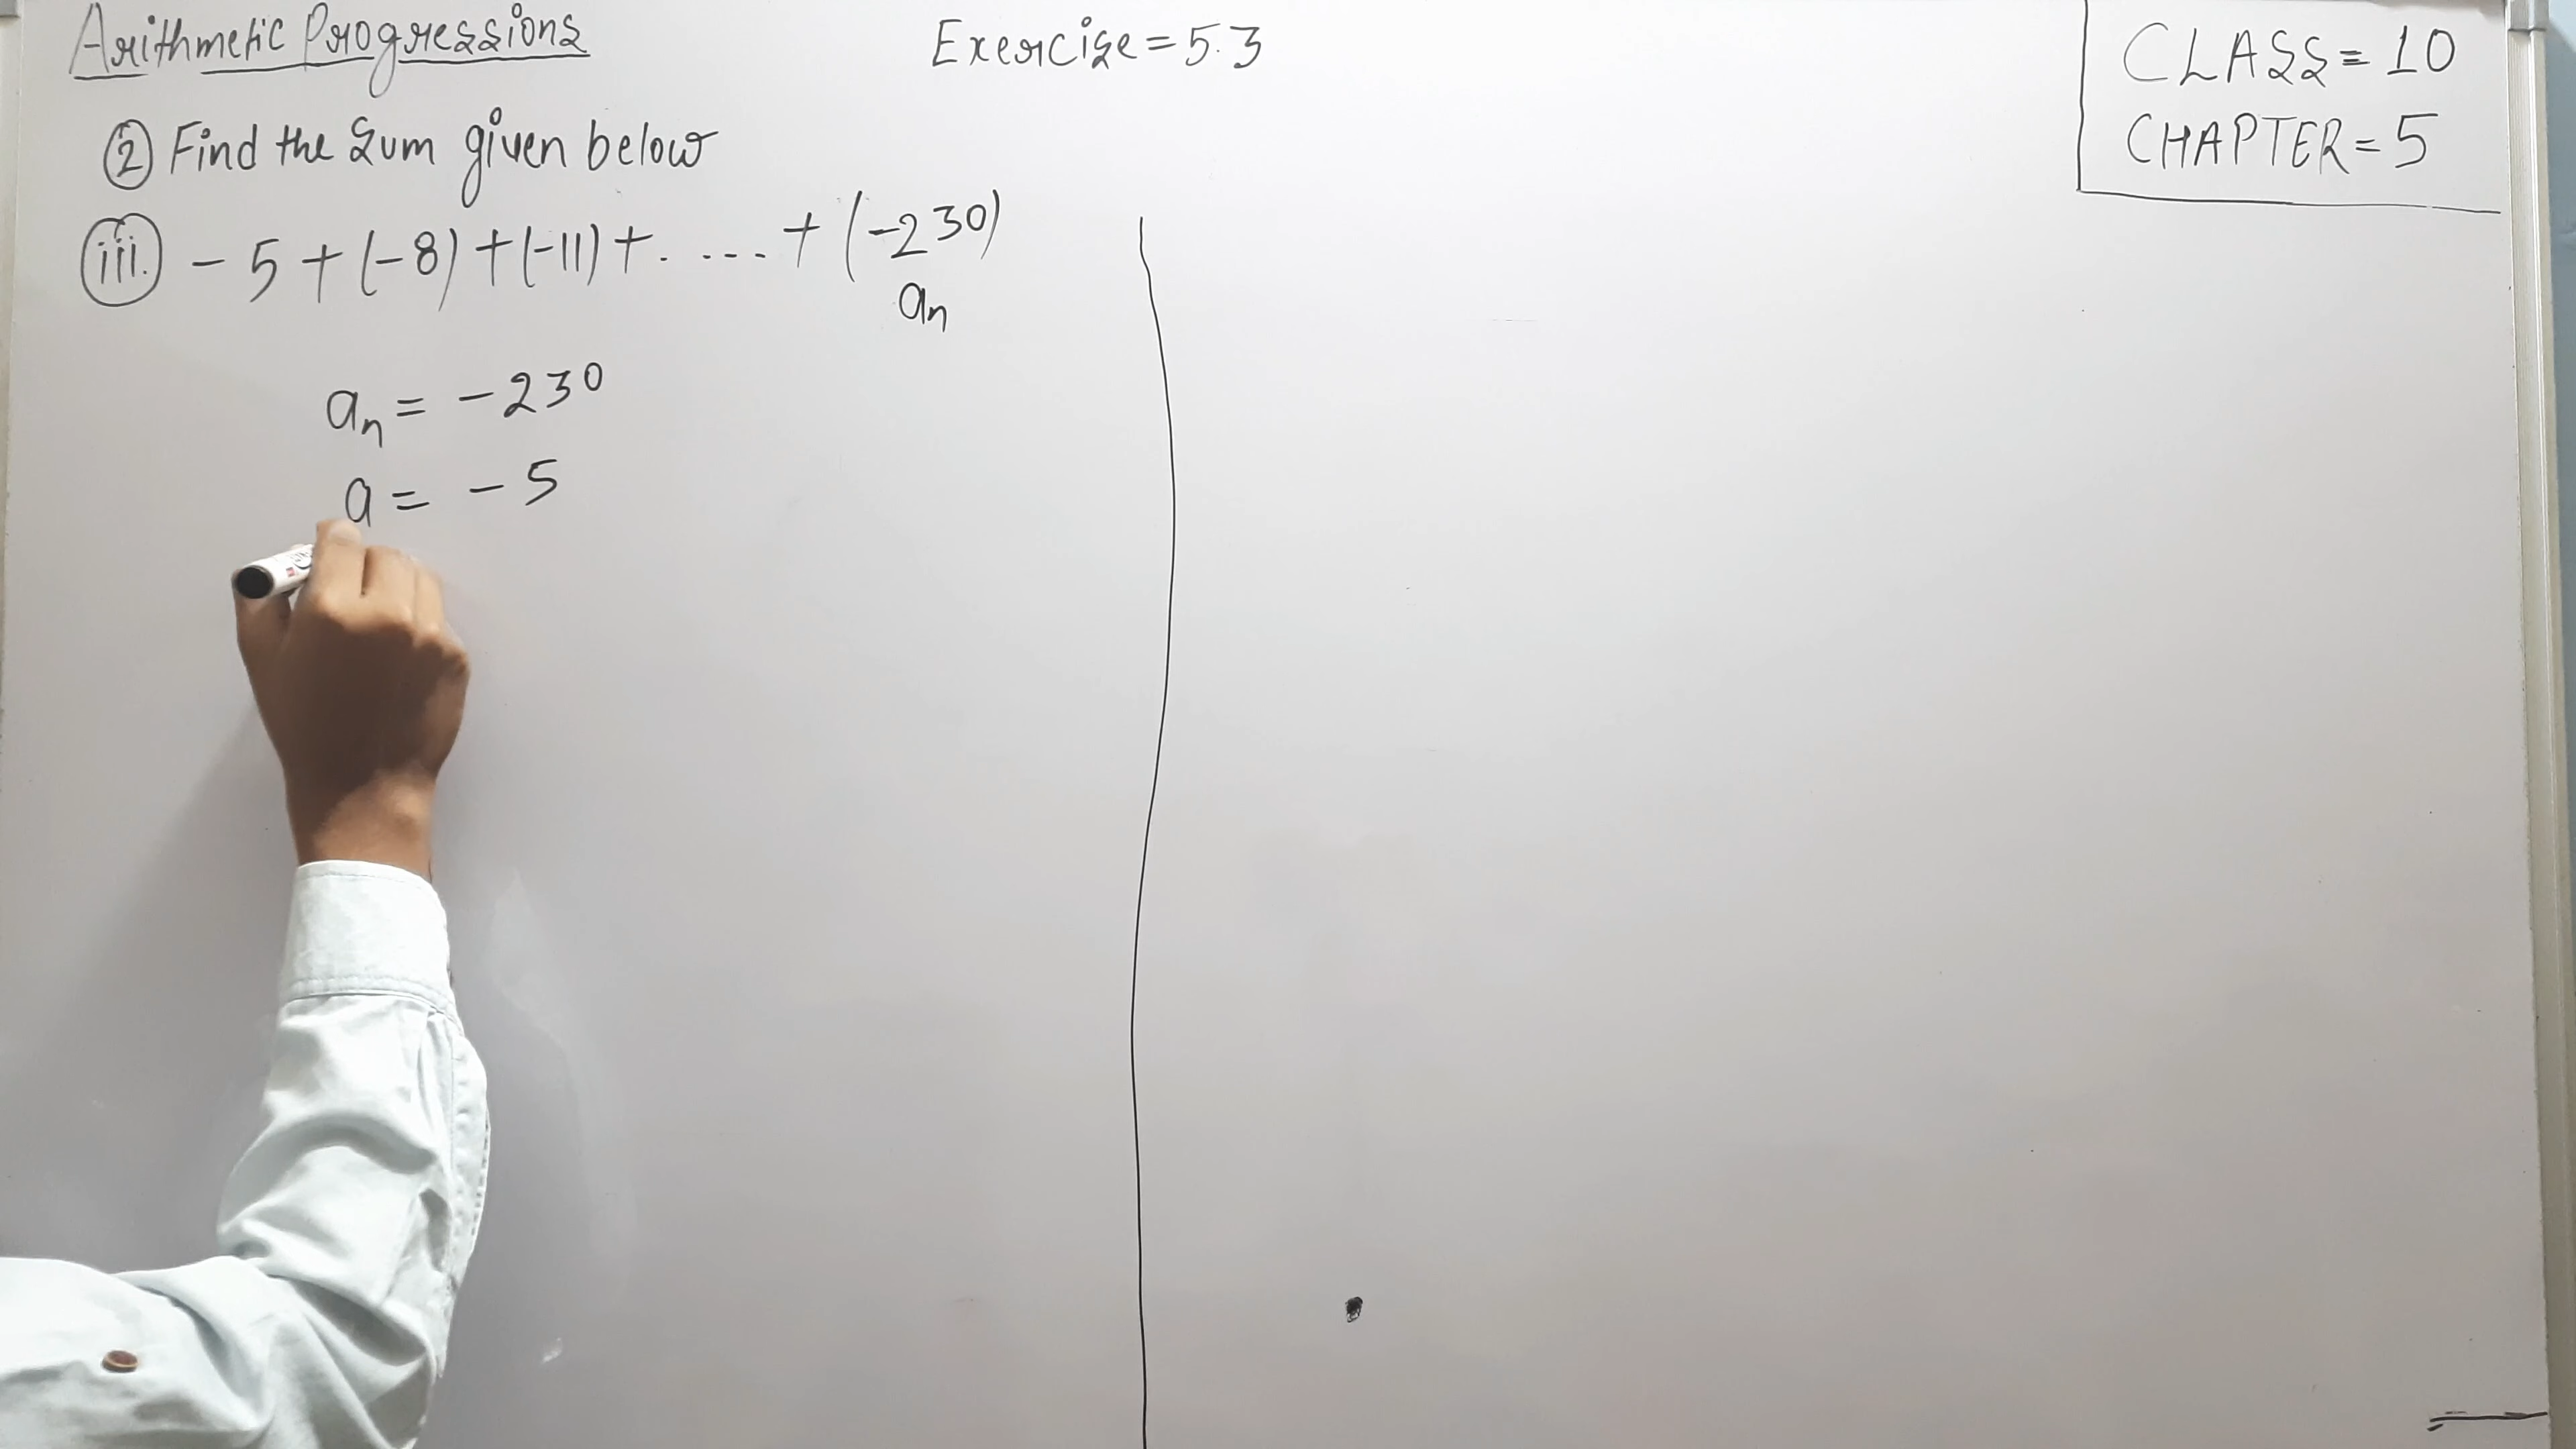 Arithmetic Progressions
Exercise = 5.3
CLASS = 10
CHAPTER = 5
② Find the Sum given below
iii. - 5 + (-8) + (-11) + . .... + (-230)
an
an = - 230
a = - 5